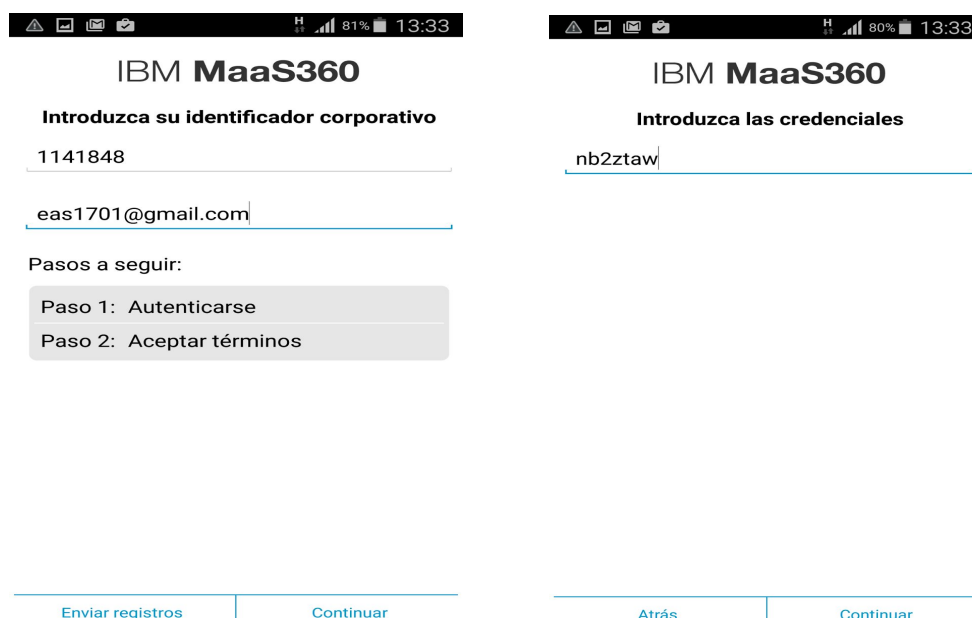 81% 13:33
IBM MaaS360
Introduzca su identificador corporativo
1141848
eas1701@gmail.com
Pasos a seguir:
Paso 1: Autenticarse
Paso 2: Aceptar términos
Enviar registros
Continuar
H 80% 13:33
IBM MaaS360
Introduzca las credenciales
nb2ztaw
Atrás
Continuar